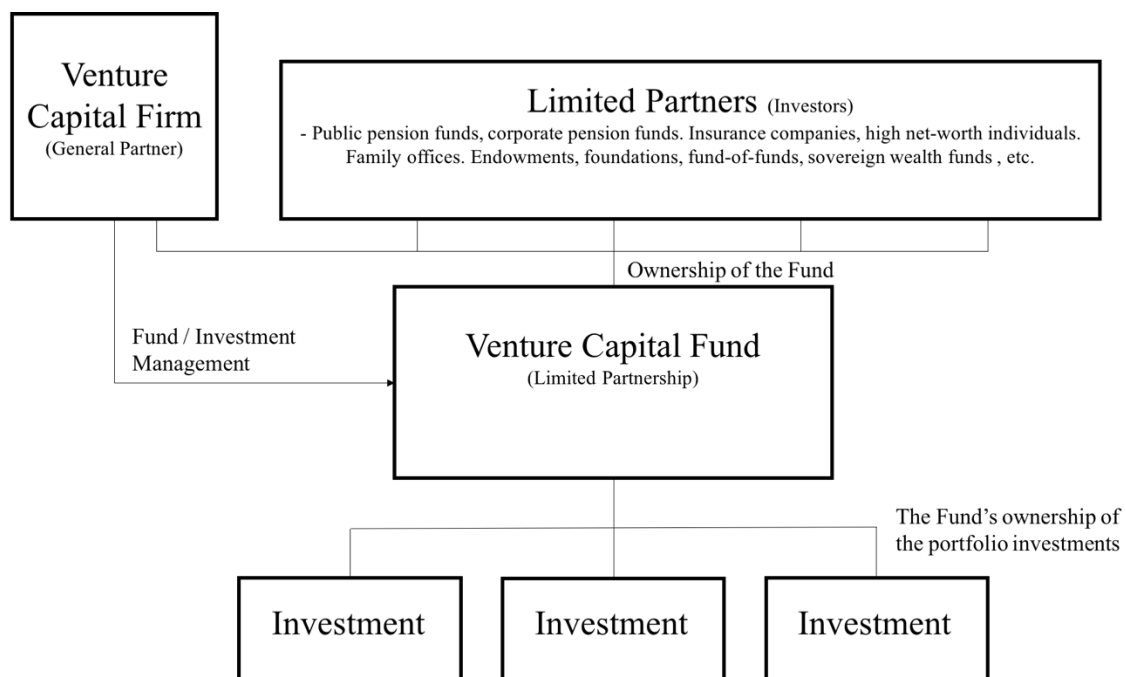 Venture
Capital Firm
(General Partner)
Limited Partners (Investors)
- Public pension funds, corporate pension funds. Insurance companies, high net-worth individuals.
Family offices. Endowments, foundations, fund-of-funds, sovereign wealth funds , etc.
Ownership of the Fund
Fund / Investment
Management
Venture Capital Fund
(Limited Partnership)
The Fund's ownership of
the portfolio investments
Investment
Investment
Investment